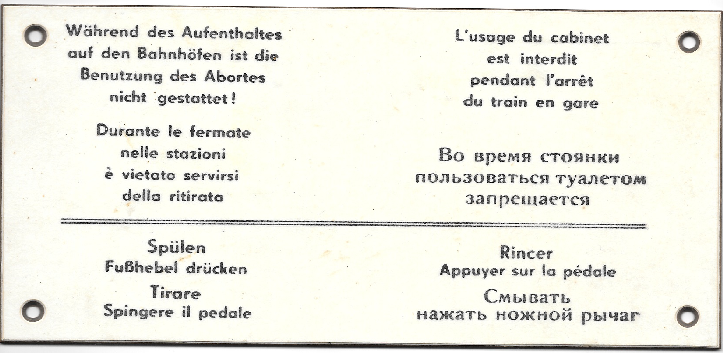 Während des Aufenthaltes
auf den Bahnhöfen ist die
Benutzung des Abortes
nicht gestattet!
L'usage du cabinet
est interdit
pendant l'arrêt
du train en gare
Durante le fermate
nelle stazioni
è vietato servirsi
della ritirata
Во время стоянки
пользоваться туалетом
запрещается
Spülen
Fußhebel drücken
Tirare
Spingere il pedale
Rincer
Appuyer sur la pédale
Смывать
нажать ножной рычаг